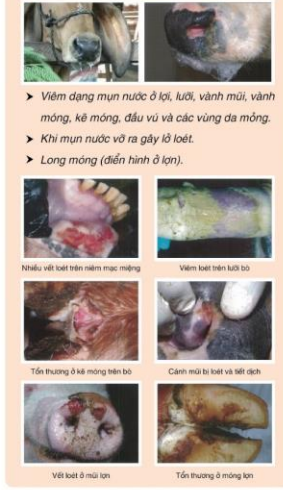 ➤ Viêm dạng mụn nước ở lợi, lưỡi, vành mũi, vành
móng, kẽ móng, đầu vú và các vùng da mỏng.
➤ Khi mụn nước vỡ ra gây lở loét.
➤ Long móng (điển hình ở lợn).
Nhiều vết loét trên niêm mạc miệng
Viêm loét trên lưỡi bò
Tổn thương ở kẽ móng trên bò
Cánh mũi bị loét và tiết dịch
Vết loét ở mũi lợn
Tổn thương ở móng lợn